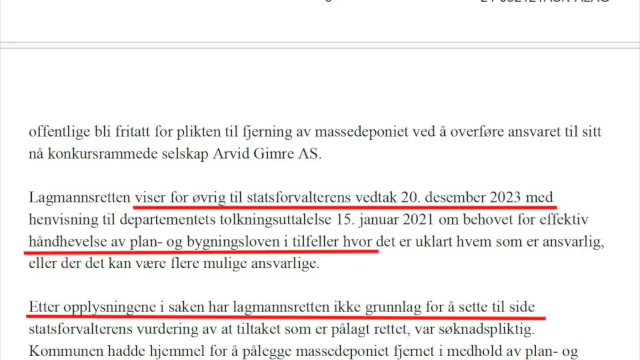 offentlige bli fritatt for plikten til fjerning av massedeponiet ved å overføre ansvaret til sitt
nå konkursrammede selskap Arvid Gimre AS.
Lagmannsretten viser for øvrig til statsforvalterens vedtak 20. desember 2023 med
henvisning til departementets tolkningsuttalelse 15. januar 2021 om behovet for effektiv
håndhevelse av plan- og bygningsloven i tilfeller hvor det er uklart hvem som er ansvarlig,
eller der det kan være flere mulige ansvarlige.
Etter opplysningene i saken har lagmannsretten ikke grunnlag for å sette til side
statsforvalterens vurdering av at tiltaket som er pålagt rettet, var søknadspliktig.
Kommunen hadde hjemmel for å pålegge massedeponiet fjernet i medhold av plan- og